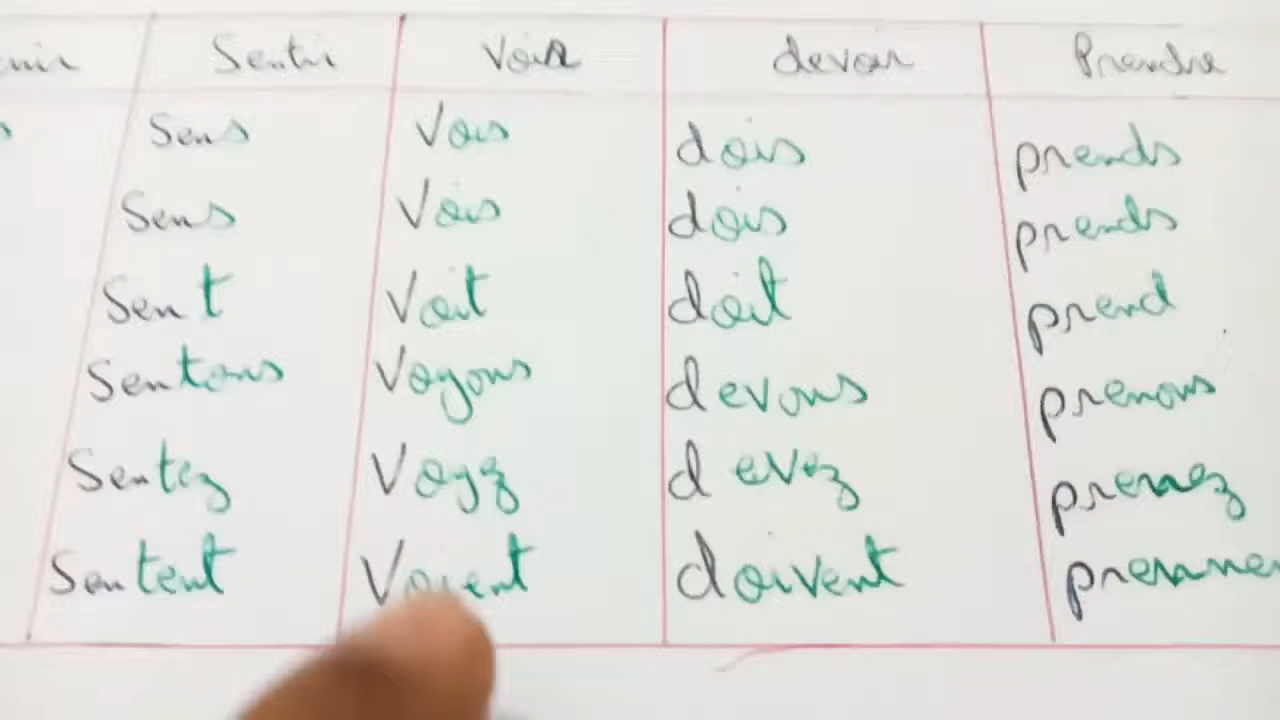 Sentir Voir devoir Prendre
Sens Vois dois prends
Sens Vois dois prends
Sent Voit doit prend
Sentons Voyons devons prenons
Sentez Voyez devez prenez
Sentent Voient doivent